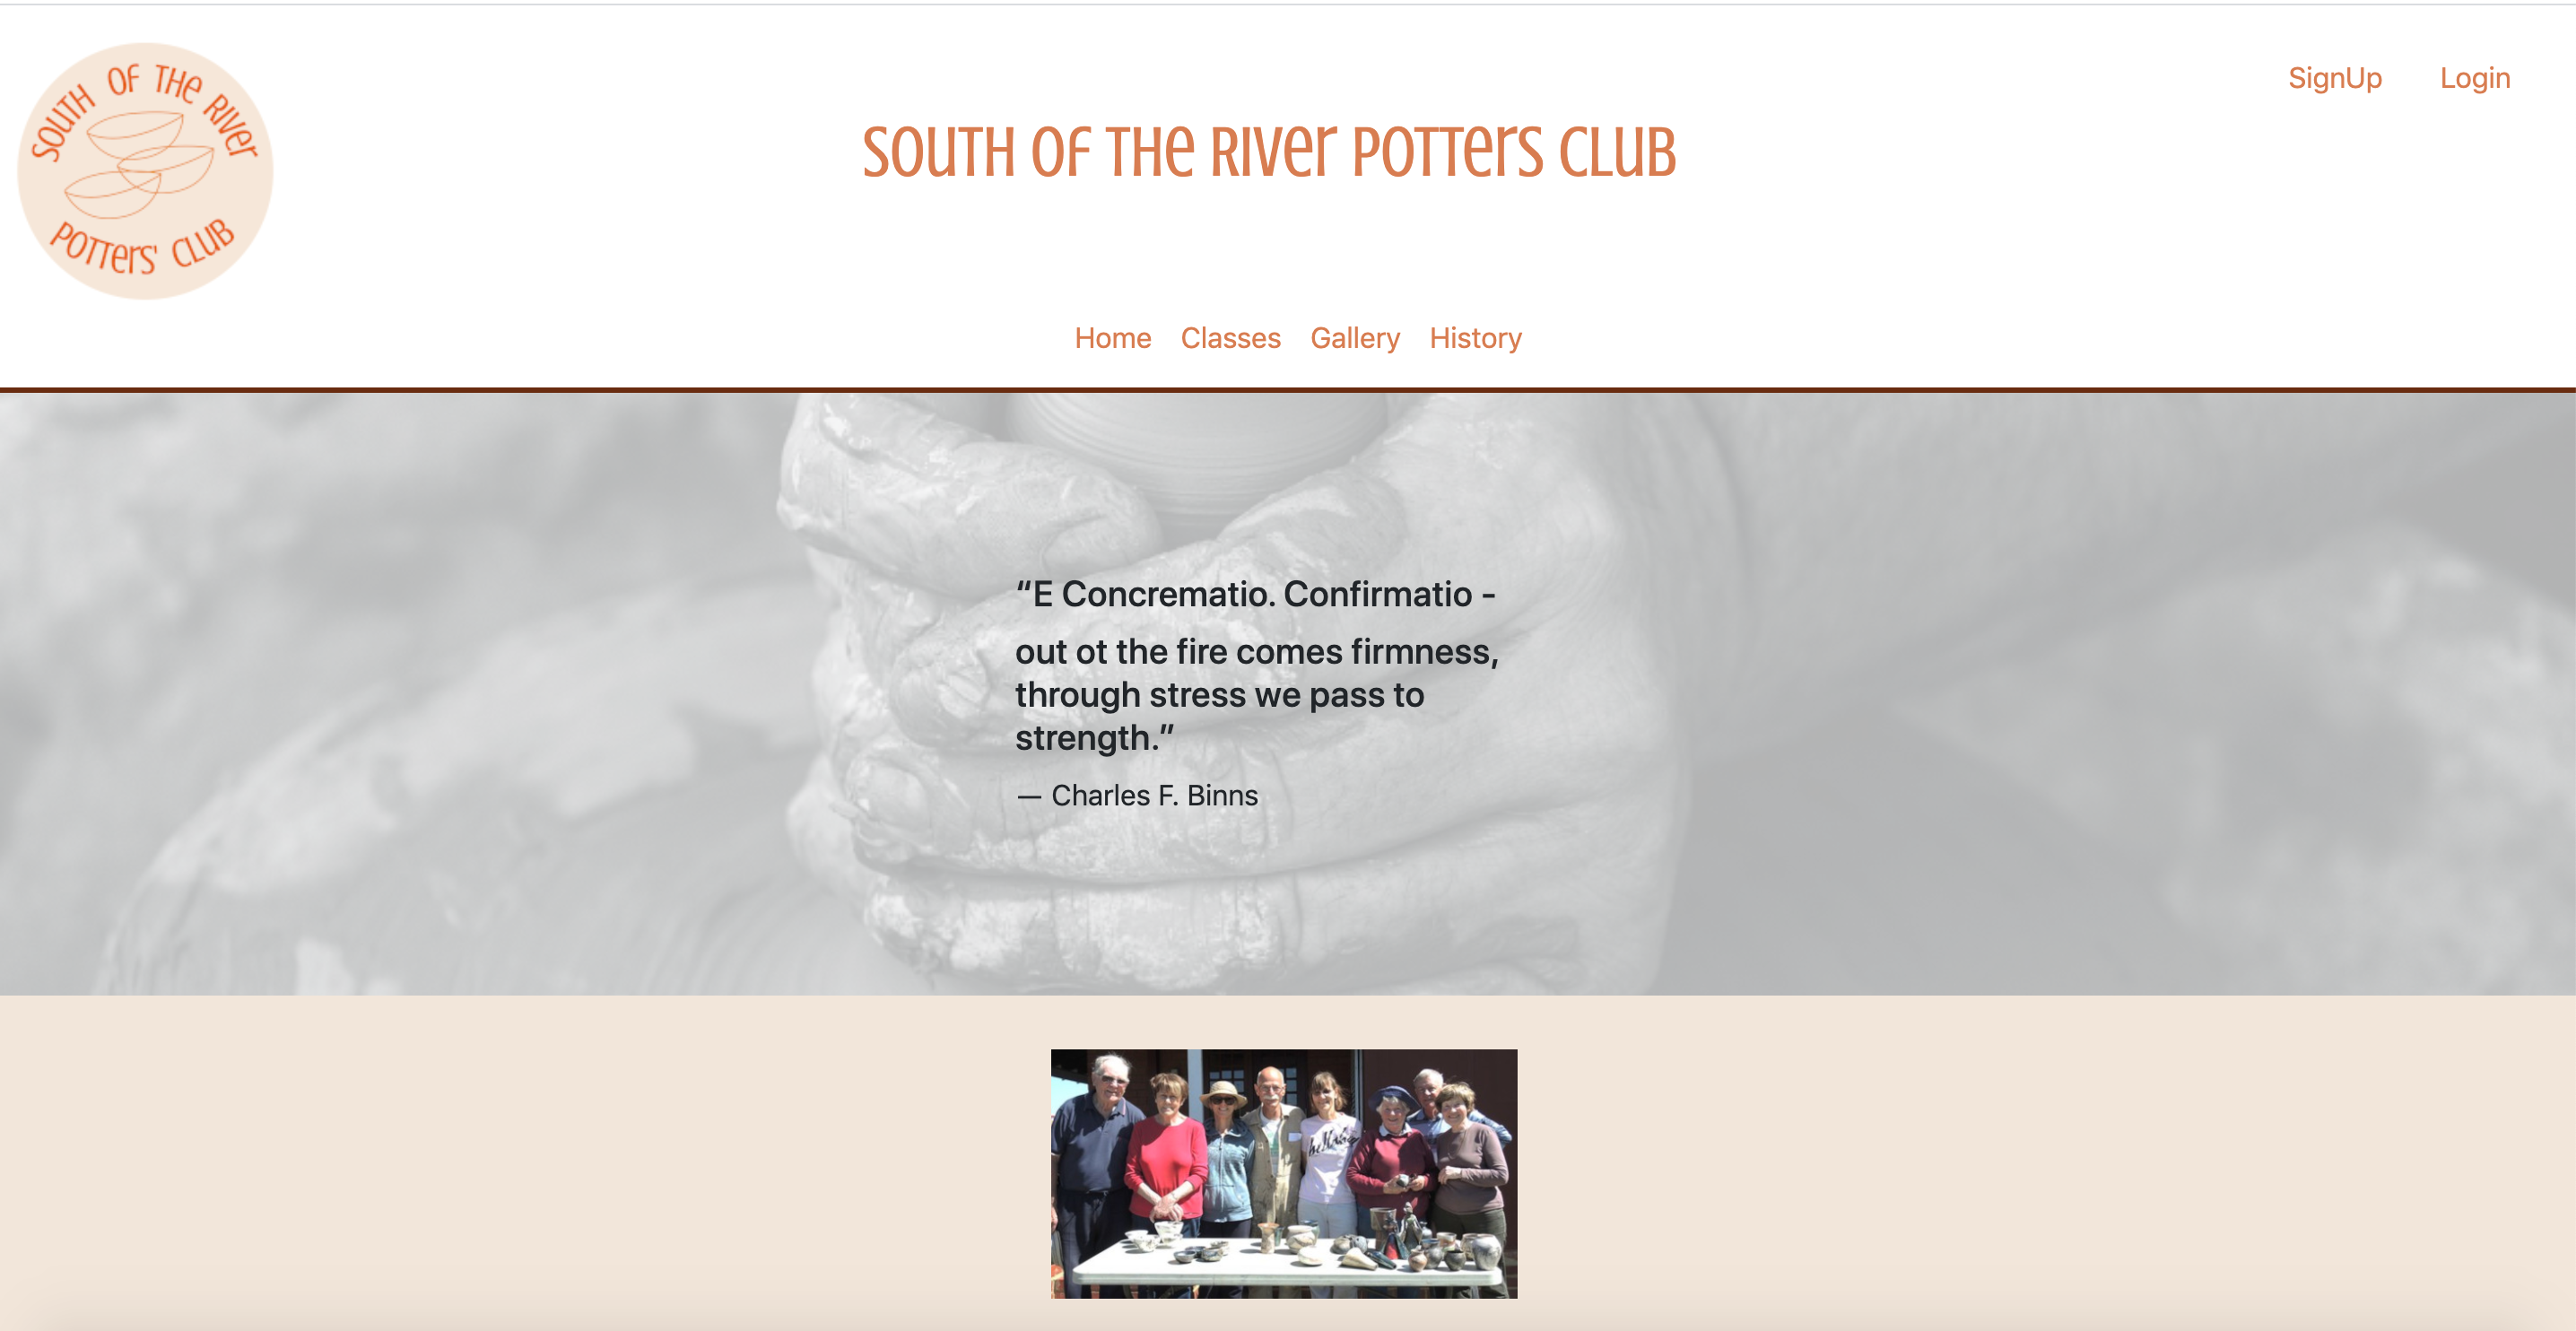 SOUTH OF THE RIVER
POTTERS' CLUB
SOUTH OF THE RIVER POTTERS CLUB
SignUp Login
Home Classes Gallery History
“E Concrematio. Confirmatio -
out ot the fire comes firmness,
through stress we pass to
strength.”
— Charles F. Binns